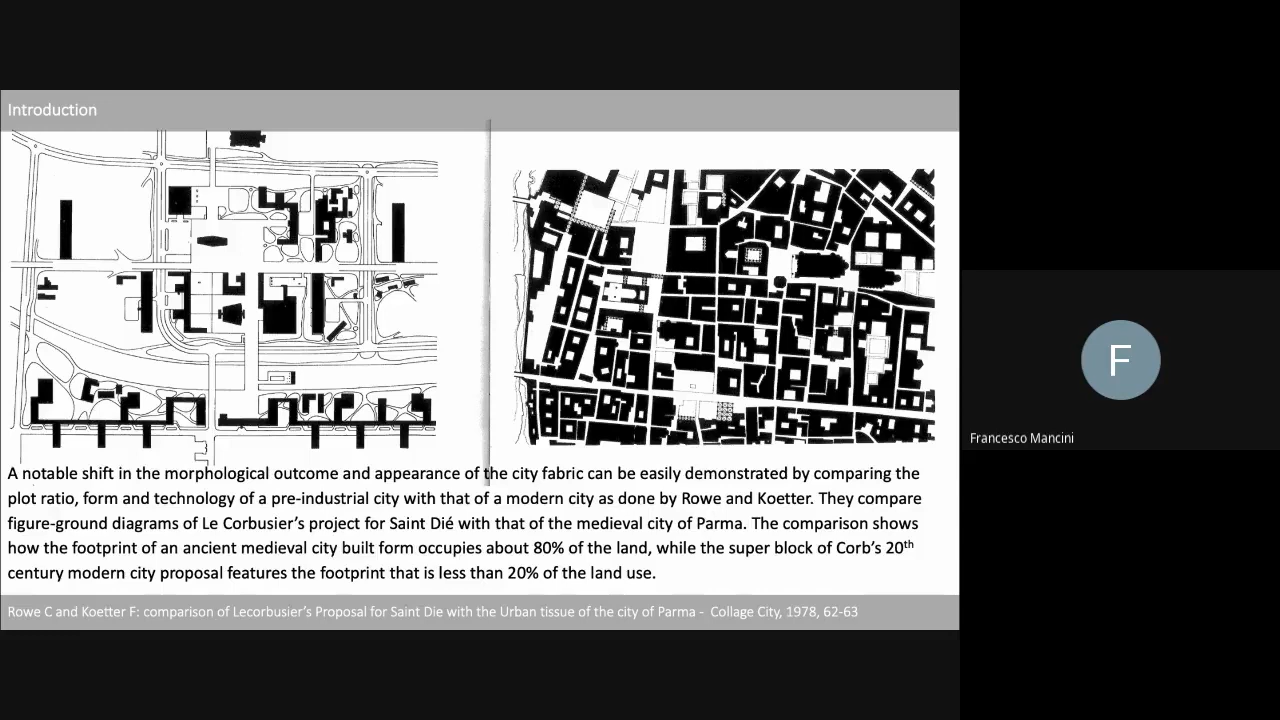 Introduction
A notable shift in the morphological outcome and appearance of the city fabric can be easily demonstrated by comparing the
plot ratio, form and technology of a pre-industrial city with that of a modern city as done by Rowe and Koetter. They compare
figure-ground diagrams of Le Corbusier’s project for Saint Dié with that of the medieval city of Parma. The comparison shows
how the footprint of an ancient medieval city built form occupies about 80% of the land, while the super block of Corb’s 20th
century modern city proposal features the footprint that is less than 20% of the land use.
Rowe C and Koetter F: comparison of Lecorbusier’s Proposal for Saint Die with the Urban tissue of the city of Parma - Collage City, 1978, 62-63
F
Francesco Mancini